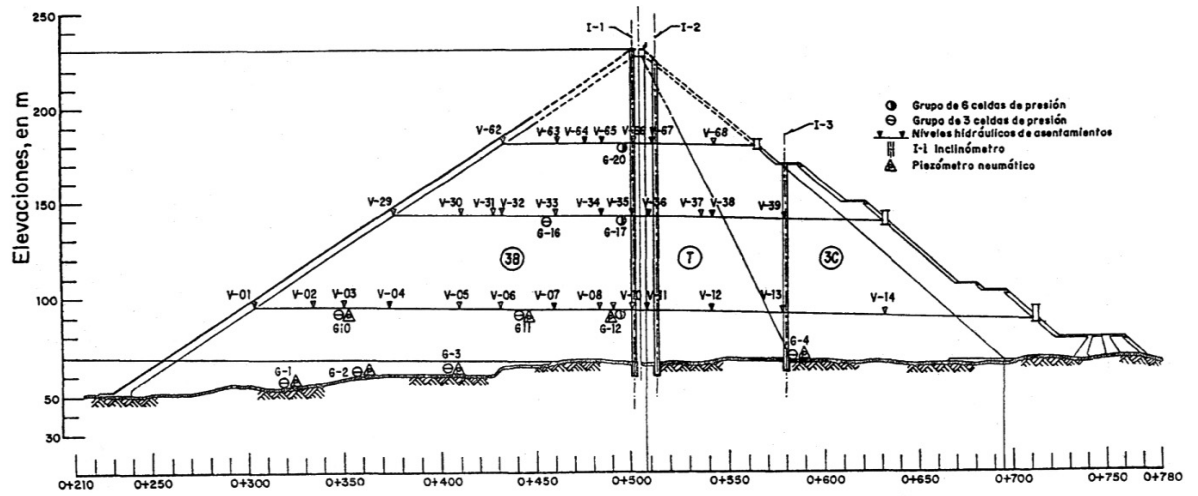 Elevaciones, en m
250
200
150
100
50
30
I-1
I-2
I-3
Grupo de 6 celdas de presión
Grupo de 3 celdas de presión
Niveles hidráulicos de asentamientos
I-i Inclinómetro
Piezómetro neumático
V-62 V-63 V-64 V-65 V-67 V-68
G-20
V-29 V-30 V-31 V-32 V-33 V-34 V-35 V-36 V-37 V-38 V-39
G-16 G-17
3B T 3C
V-01 V-02 V-03 V-04 V-05 V-06 V-07 V-08 V-10 V-11 V-12 V-13 V-14
G10 G11 G-12
G-1 G-2 G-3 G-4
0+210 0+250 0+300 0+350 0+400 0+450 0+500 0+550 0+600 0+650 0+700 0+750 0+780